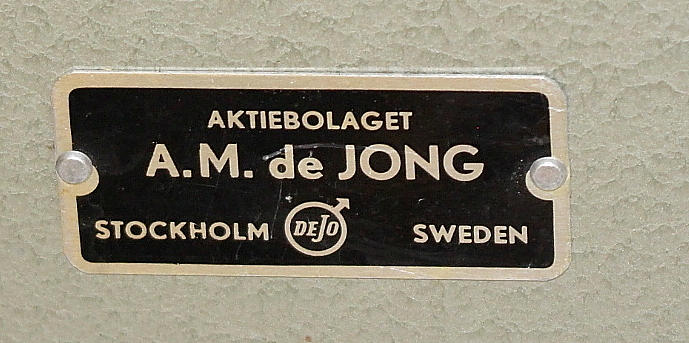 AKTIEBOLAGET
A.M. de JONG
STOCKHOLM DEJO SWEDEN